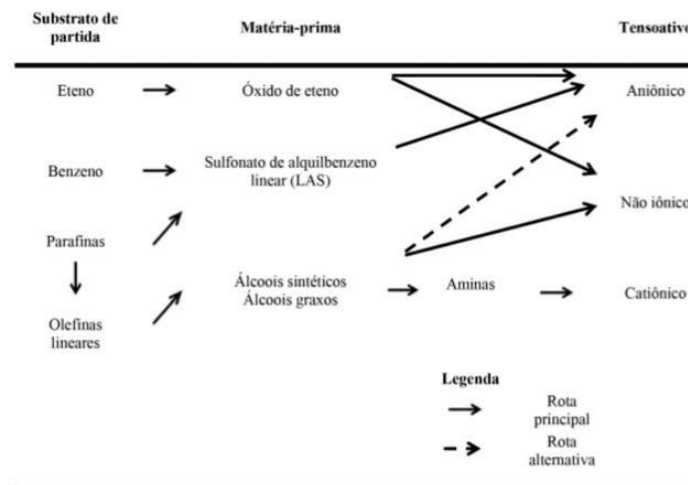 Substrato de
partida
Matéria-prima
Tensoativo
Eteno
Óxido de eteno
Aniônico
Benzeno
Sulfonato de alquilbenzeno
linear (LAS)
Não iônico
Parafinas
Álcoois sintéticos
Álcoois graxos
Aminas
Catiônico
Olefinas
lineares
Legenda
Rota
principal
Rota
alternativa